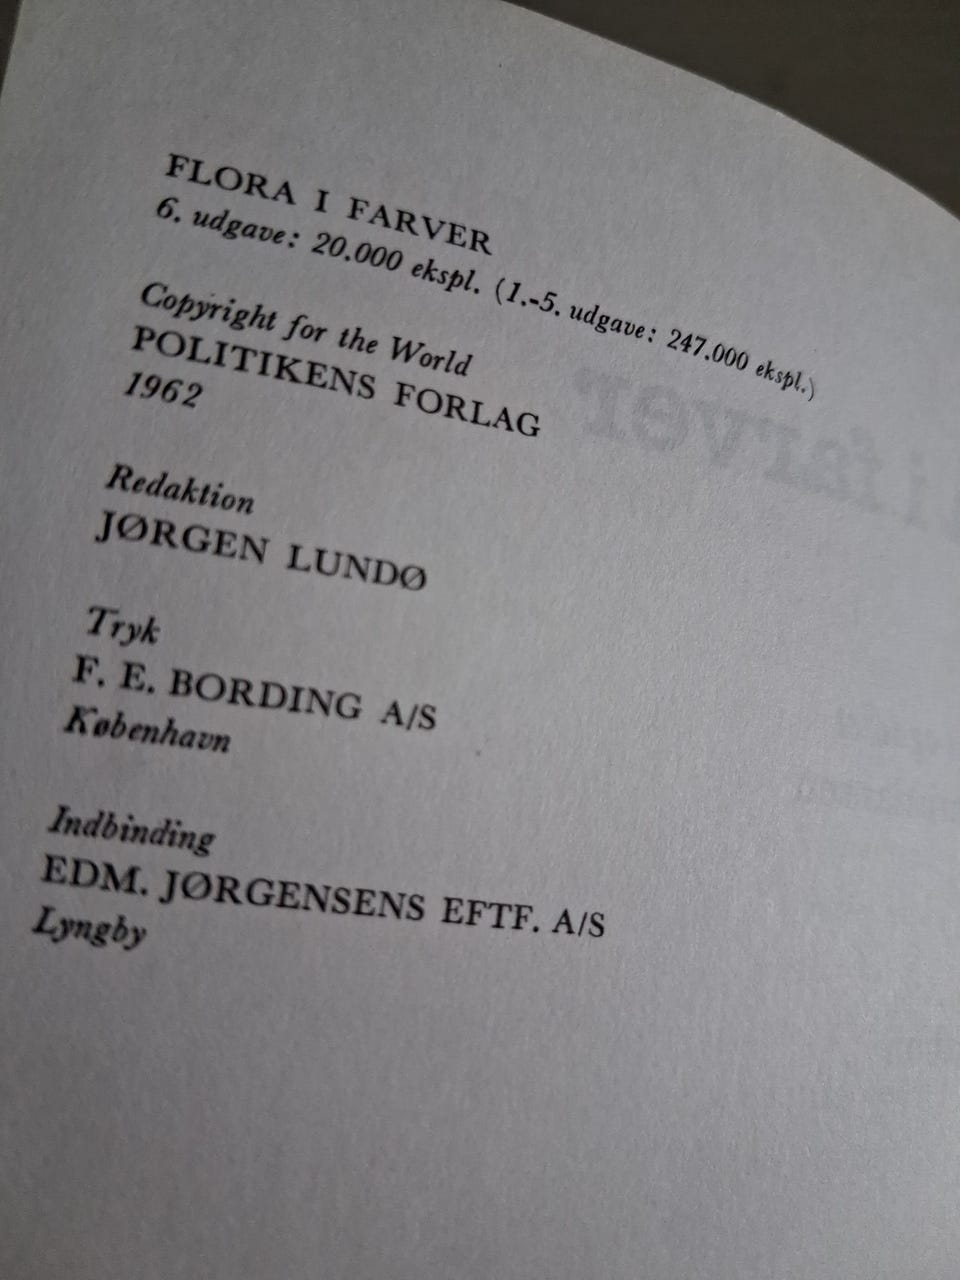 FLORA I FARVER
6. udgave: 20.000 ekspl. (1.-5. udgave: 247.000 ekspl.)
Copyright for the World
POLITIKENS FORLAG
1962
Redaktion
JØRGEN LUNDØ
Tryk
F. E. BORDING A/S
København
Indbinding
EDM. JØRGENSENS EFTF. A/S
Lyngby
i farver